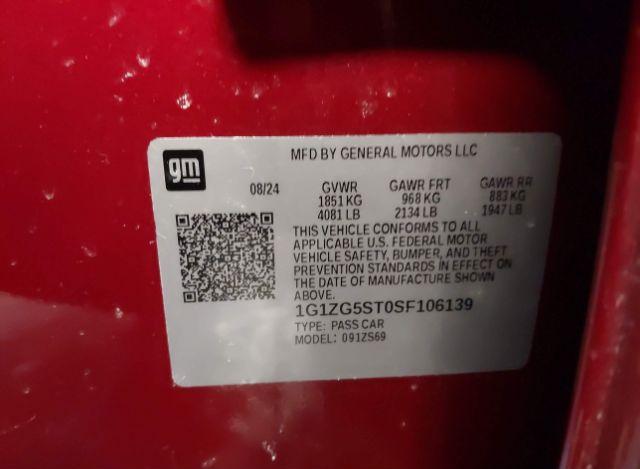 gm
MFD BY GENERAL MOTORS LLC
08/24 GVWR GAWR FRT GAWR RR
1851 KG 968 KG 883 KG
4081 LB 2134 LB 1947 LB
THIS VEHICLE CONFORMS TO ALL
APPLICABLE U.S. FEDERAL MOTOR
VEHICLE SAFETY, BUMPER, AND THEFT
PREVENTION STANDARDS IN EFFECT ON
THE DATE OF MANUFACTURE SHOWN
ABOVE.
1G1ZG5ST0SF106139
TYPE: PASS CAR
MODEL: 091ZS69